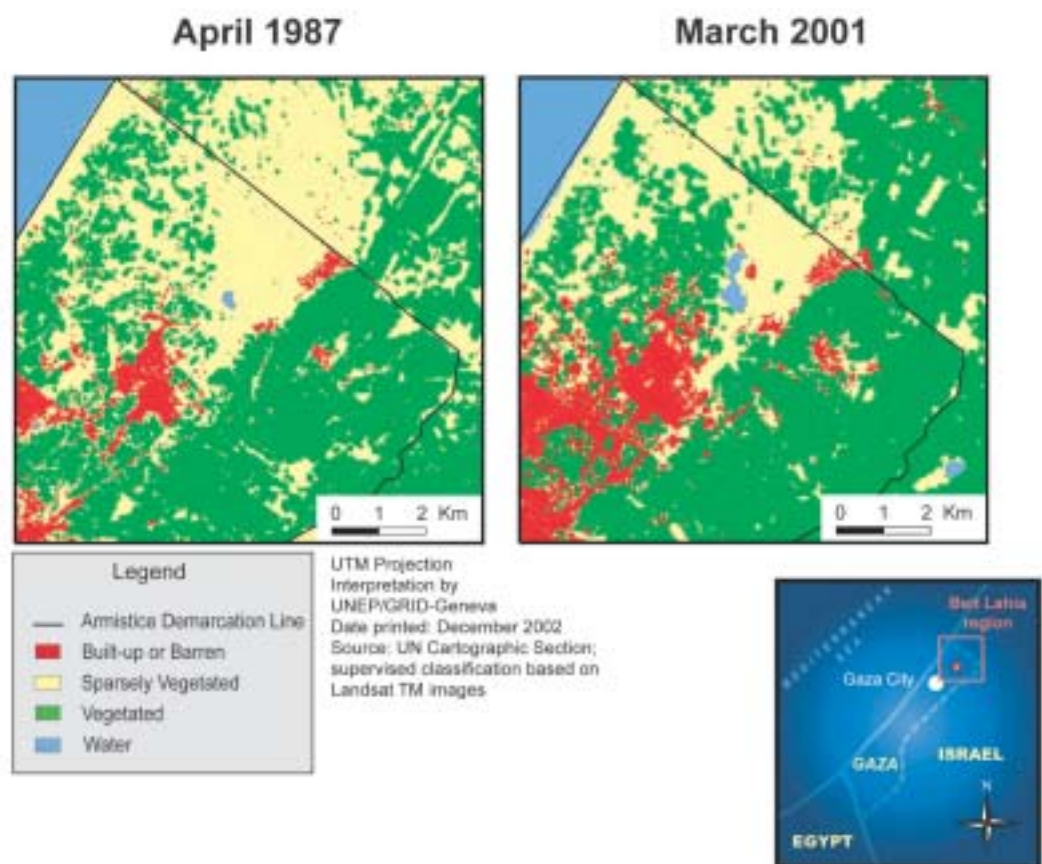 April 1987
March 2001
0 1 2 Km
0 1 2 Km
Legend
Armistice Demarcation Line
Built-up or Barren
Sparsely Vegetated
Vegetated
Water
UTM Projection
Interpretation by
UNEP/GRID-Geneva
Date printed: December 2002
Source: UN Cartographic Section;
supervised classification based on
Landsat TM images
Beit Lahia
region
MEDITERRANEAN
SEA
Gaza City
ISRAEL
GAZA
N
EGYPT